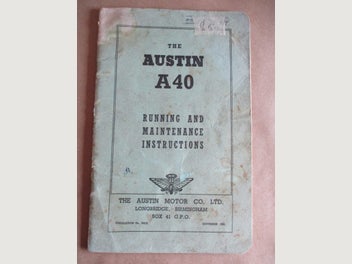 THE
AUSTIN
A40
RUNNING AND
MAINTENANCE
INSTRUCTIONS
THE AUSTIN MOTOR CO. LTD.
LONGBRIDGE, BIRMINGHAM
BOX 41 G.P.O.